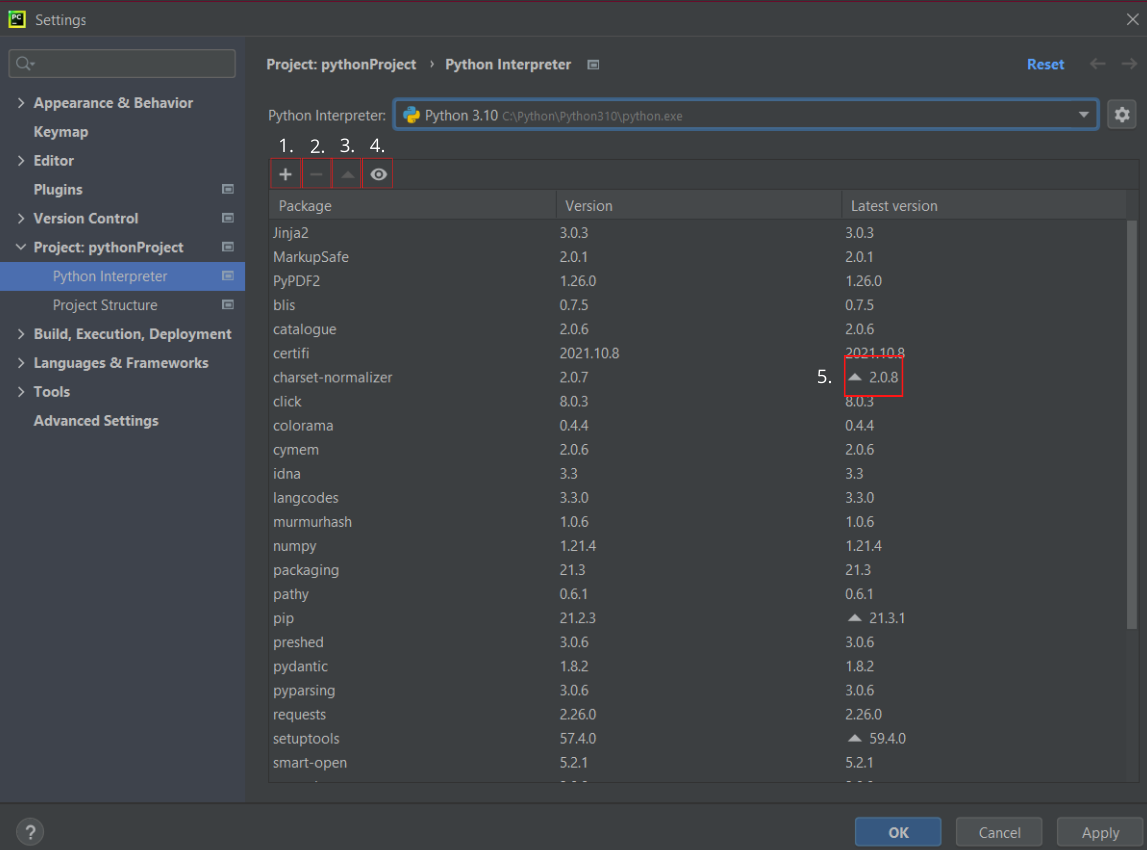 PC
Settings
Project: pythonProject › Python Interpreter
Reset
Appearance & Behavior
Keymap
Editor
Plugins
Version Control
Project: pythonProject
Python Interpreter
Project Structure
Build, Execution, Deployment
Languages & Frameworks
Tools
Advanced Settings
Python Interpreter: Python 3.10 C:\Python\Python310\python.exe
1. 2. 3. 4.
Package Version Latest version
Jinja2 3.0.3 3.0.3
MarkupSafe 2.0.1 2.0.1
PyPDF2 1.26.0 1.26.0
blis 0.7.5 0.7.5
catalogue 2.0.6 2.0.6
certifi 2021.10.8 2021.10.8
charset-normalizer 2.0.7 5. 2.0.8
click 8.0.3 8.0.3
colorama 0.4.4 0.4.4
cymem 2.0.6 2.0.6
idna 3.3 3.3
langcodes 3.3.0 3.3.0
murmurhash 1.0.6 1.0.6
numpy 1.21.4 1.21.4
packaging 21.3 21.3
pathy 0.6.1 0.6.1
pip 21.2.3 21.3.1
preshed 3.0.6 3.0.6
pydantic 1.8.2 1.8.2
pyparsing 3.0.6 3.0.6
requests 2.26.0 2.26.0
setuptools 57.4.0 59.4.0
smart-open 5.2.1 5.2.1
?
OK Cancel Apply